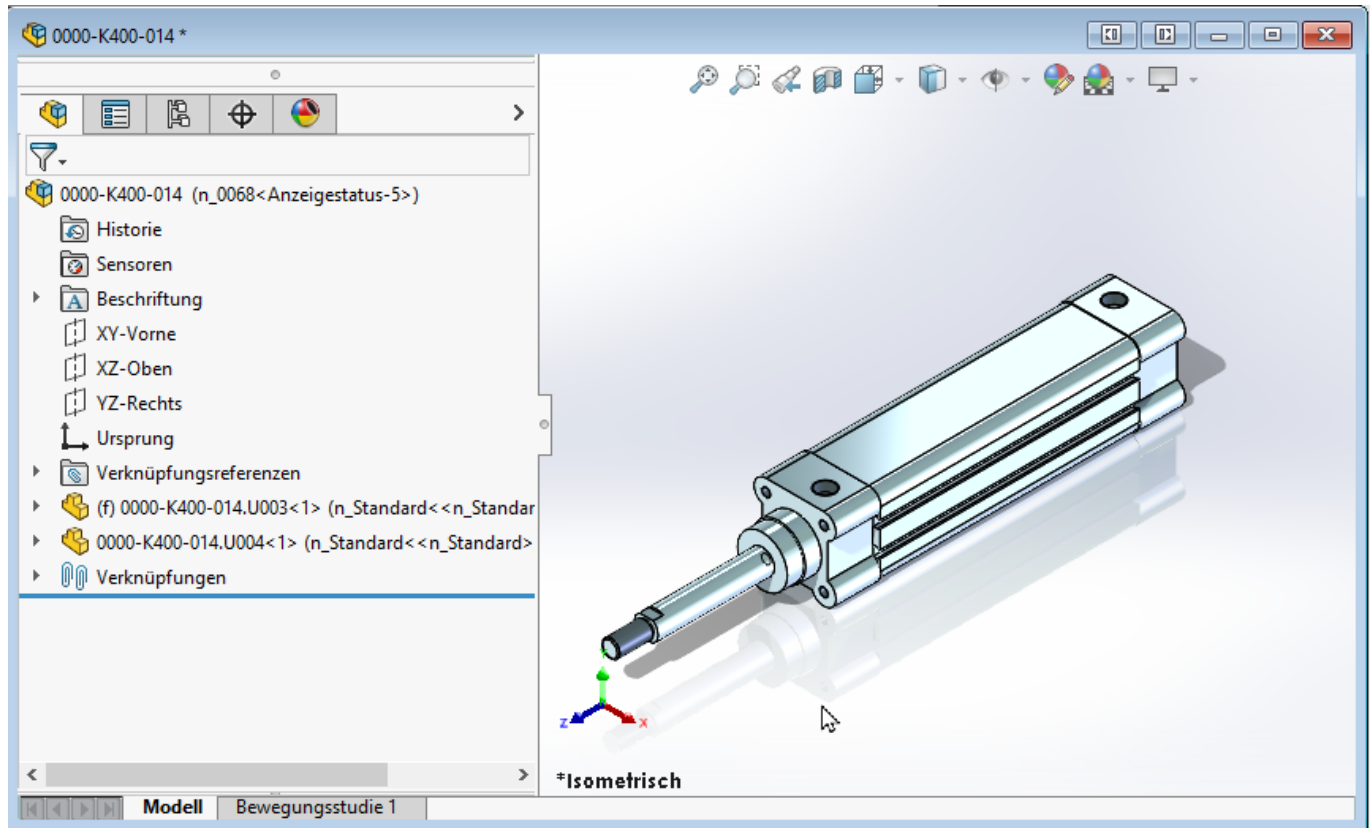 0000-K400-014 *
0000-K400-014 (n_0068<Anzeigestatus-5>)
Historie
Sensoren
A Beschriftung
XY-Vorne
XZ-Oben
YZ-Rechts
Ursprung
Verknüpfungsreferenzen
(f) 0000-K400-014.U003<1> (n_Standard<<n_Standar
0000-K400-014.U004<1> (n_Standard<<n_Standard>
Verknüpfungen
z x
*Isometrisch
Modell Bewegungsstudie 1